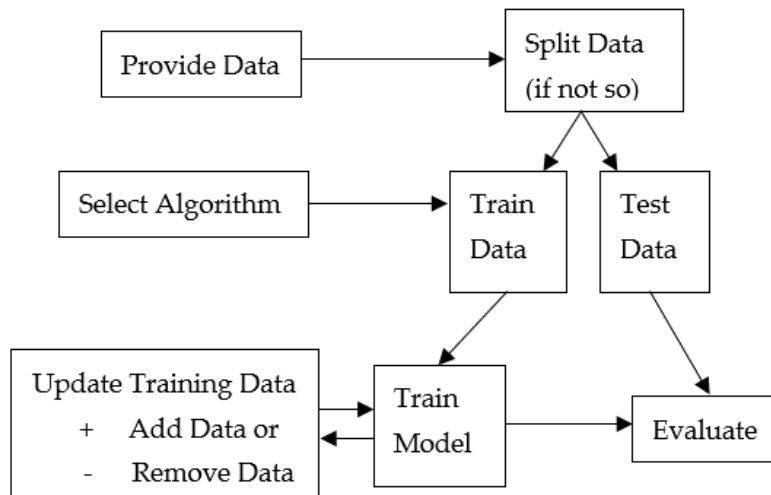 Provide Data
Split Data
(if not so)
Select Algorithm
Train
Data
Test
Data
Update Training Data
+ Add Data or
- Remove Data
Train
Model
Evaluate